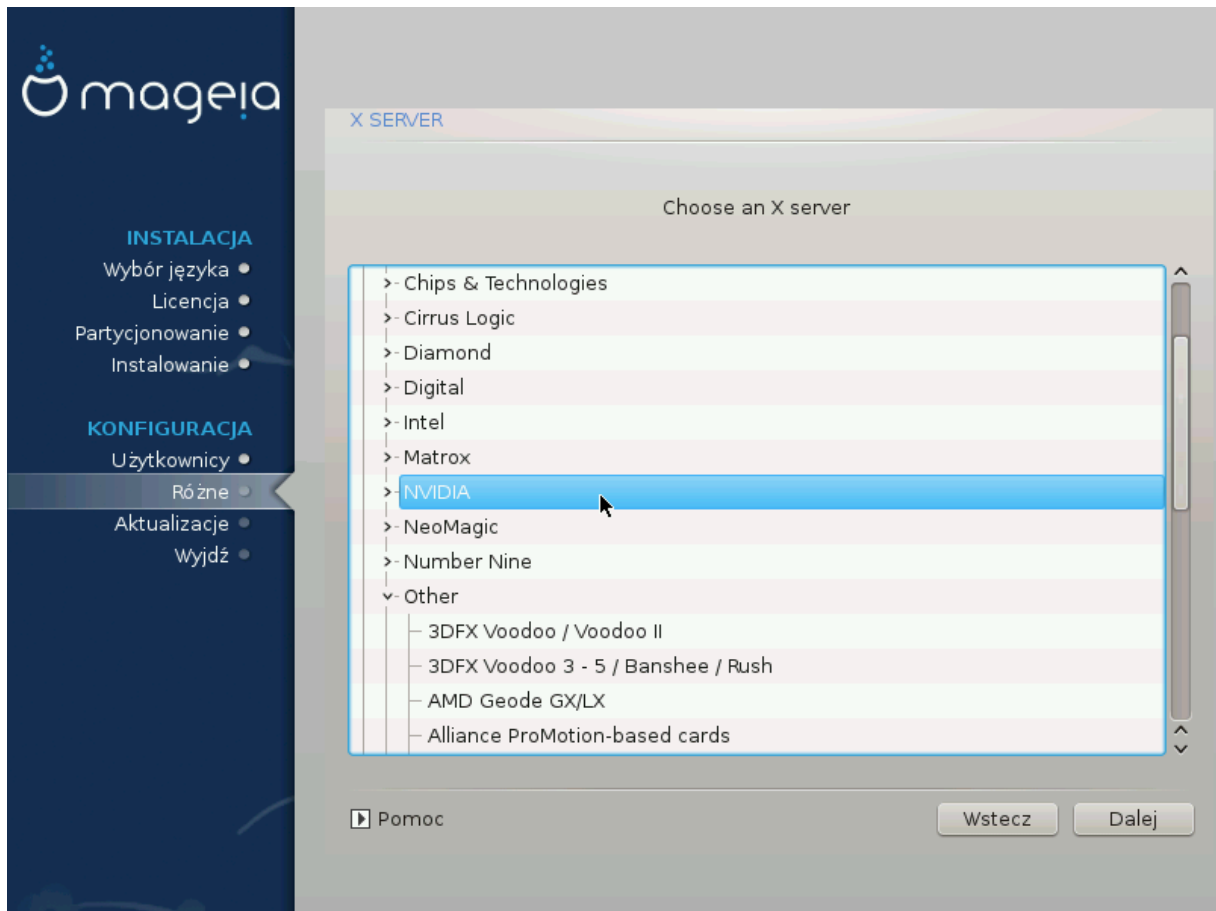 mageia
INSTALACJA
Wybór języka
Licencja
Partycjonowanie
Instalowanie
KONFIGURACJA
Użytkownicy
Różne
Aktualizacje
Wyjdź
X SERVER
Choose an X server
Chips & Technologies
Cirrus Logic
Diamond
Digital
Intel
Matrox
NVIDIA
NeoMagic
Number Nine
Other
3DFX Voodoo / Voodoo II
3DFX Voodoo 3 - 5 / Banshee / Rush
AMD Geode GX/LX
Alliance ProMotion-based cards
Pomoc
Wstecz
Dalej